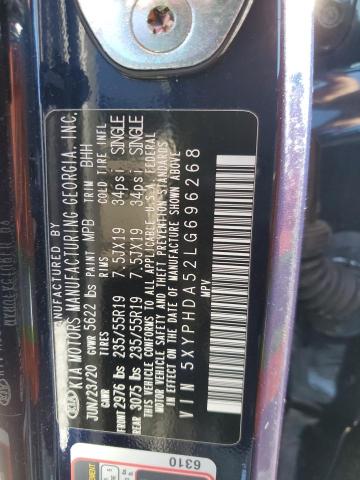 MANUFACTURED BY
KIA MOTORS MANUFACTURING GEORGIA, INC.
JUN/23/20 GVWR 5622 lbs PAINT MPB TRIM BHH
GAWR TIRES RIMS COLD TIRE INFL
FRONT 2976 lbs 235/55R19 7.5JX19 34psi SINGLE
REAR 3075 lbs 235/55R19 7.5JX19 34psi SINGLE
THIS VEHICLE CONFORMS TO ALL APPLICABLE U.S.A. FEDERAL
MOTOR VEHICLE SAFETY AND THEFT PREVENTION
STANDARDS IN EFFECT ON THE DATE OF MANUFACTURE SHOWN ABOVE
VIN 5XYPHDA52LG696268
MPV
6310